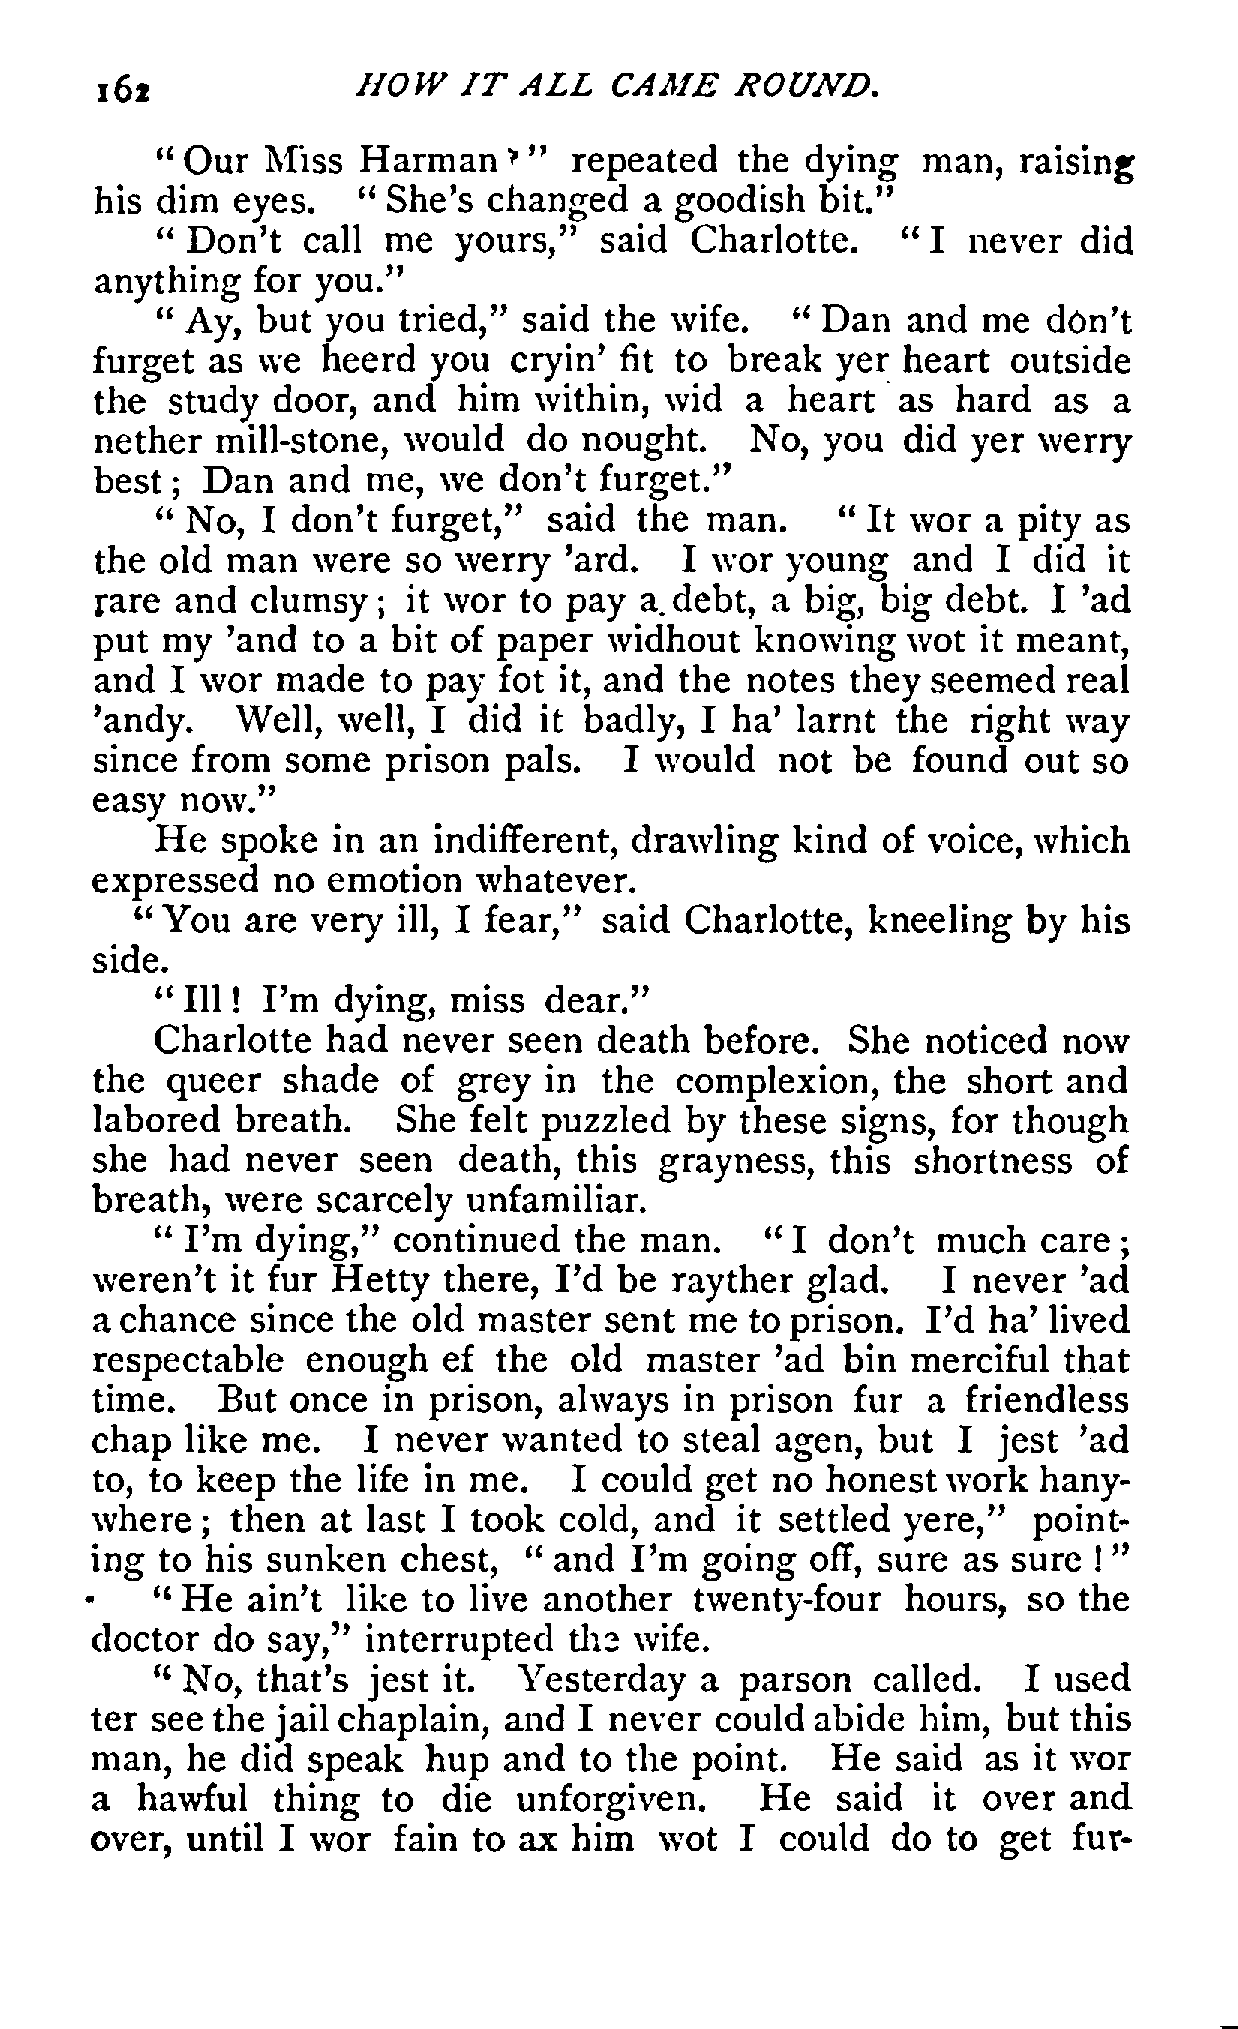 162 HOW IT ALL CAME ROUND.
"Our Miss Harman?" repeated the dying man, raising
his dim eyes. "She's changed a goodish bit."
"Don't call me yours," said Charlotte. "I never did
anything for you."
"Ay, but you tried," said the wife. "Dan and me don't
furget as we heerd you cryin' fit to break yer heart outside
the study door, and him within, wid a heart as hard as a
nether mill-stone, would do nought. No, you did yer werry
best; Dan and me, we don't furget."
"No, I don't furget," said the man. "It wor a pity as
the old man were so werry 'ard. I wor young and I did it
rare and clumsy; it wor to pay a debt, a big, big debt. I 'ad
put my 'and to a bit of paper widhout knowing wot it meant,
and I wor made to pay fot it, and the notes they seemed real
'andy. Well, well, I did it badly, I ha' larnt the right way
since from some prison pals. I would not be found out so
easy now."
He spoke in an indifferent, drawling kind of voice, which
expressed no emotion whatever.
"You are very ill, I fear," said Charlotte, kneeling by his
side.
"Ill! I'm dying, miss dear."
Charlotte had never seen death before. She noticed now
the queer shade of grey in the complexion, the short and
labored breath. She felt puzzled by these signs, for though
she had never seen death, this grayness, this shortness of
breath, were scarcely unfamiliar.
"I'm dying," continued the man. "I don't much care;
weren't it fur Hetty there, I'd be rayther glad. I never 'ad
a chance since the old master sent me to prison. I'd ha' lived
respectable enough ef the old master 'ad bin merciful that
time. But once in prison, always in prison fur a friendless
chap like me. I never wanted to steal agen, but I jest 'ad
to, to keep the life in me. I could get no honest work hany-
where; then at last I took cold, and it settled yere," point-
ing to his sunken chest, "and I'm going off, sure as sure!"
"He ain't like to live another twenty-four hours, so the
doctor do say," interrupted the wife.
"No, that's jest it. Yesterday a parson called. I used
ter see the jail chaplain, and I never could abide him, but this
man, he did speak hup and to the point. He said as it wor
a hawful thing to die unforgiven. He said it over and
over, until I wor fain to ax him wot I could do to get fur-